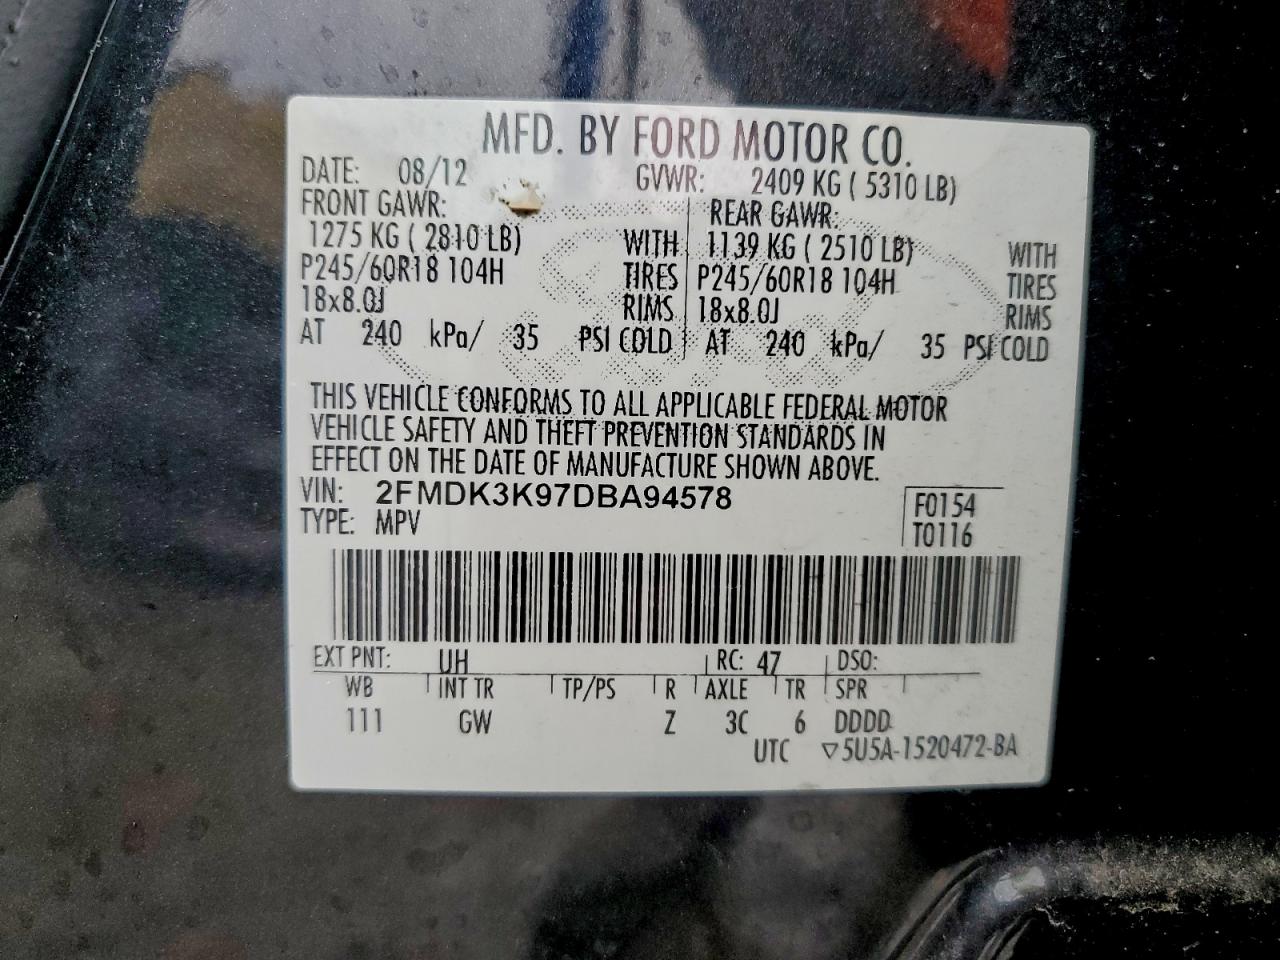 MFD. BY FORD MOTOR CO.
DATE: 08/12 GVWR: 2409 KG ( 5310 LB)
FRONT GAWR: REAR GAWR:
1275 KG ( 2810 LB) WITH 1139 KG ( 2510 LB) WITH
P245/60R18 104H TIRES P245/60R18 104H TIRES
18x8.0J RIMS 18x8.0J RIMS
AT 240 kPa/ 35 PSI COLD AT 240 kPa/ 35 PSI COLD
THIS VEHICLE CONFORMS TO ALL APPLICABLE FEDERAL MOTOR
VEHICLE SAFETY AND THEFT PREVENTION STANDARDS IN
EFFECT ON THE DATE OF MANUFACTURE SHOWN ABOVE.
VIN: 2FMDK3K97DBA94578 F0154
TYPE: MPV T0116
EXT PNT: UH RC: 47 DSO:
WB INT TR TP/PS R AXLE TR SPR
111 GW Z 3C 6 DDDD
UTC ▽5U5A-1520472-BA